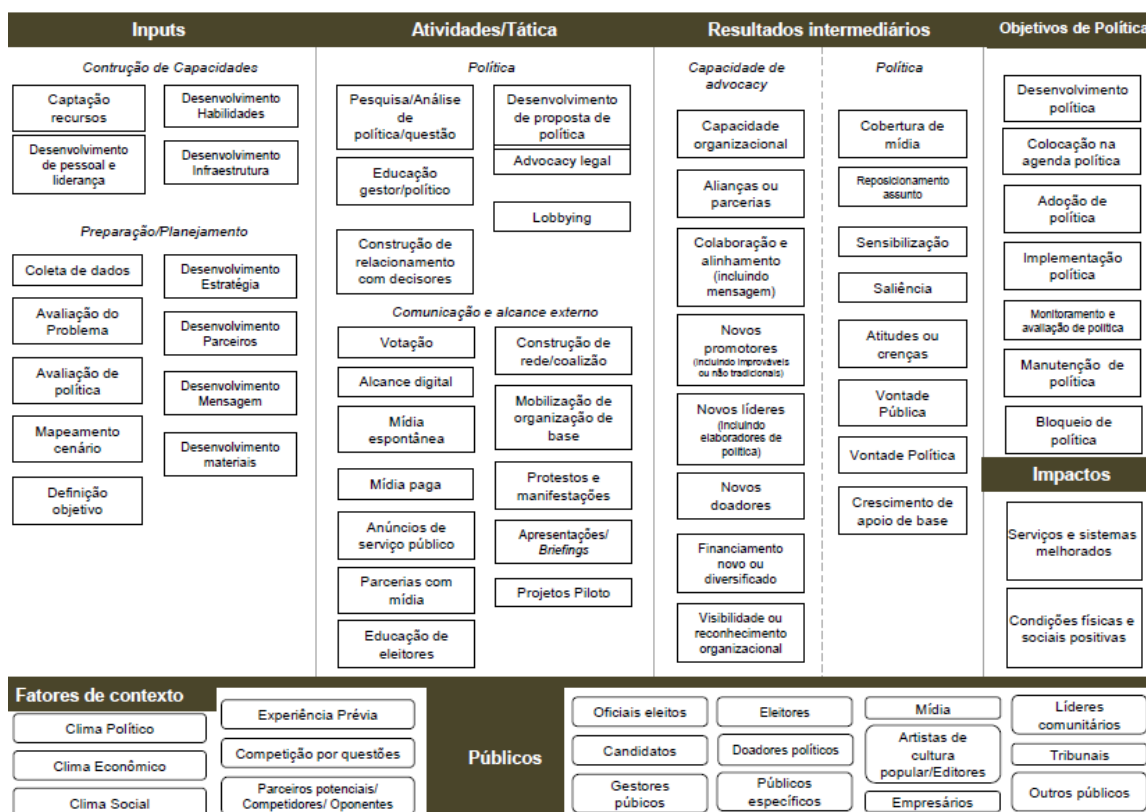 Inputs
Contrução de Capacidades
Captação
recursos
Desenvolvimento
Habilidades
Desenvolvimento
de pessoal e
liderança
Desenvolvimento
Infraestrutura
Preparação/Planejamento
Coleta de dados
Desenvolvimento
Estratégia
Avaliação do
Problema
Desenvolvimento
Parceiros
Avaliação de
política
Desenvolvimento
Mensagem
Mapeamento
cenário
Desenvolvimento
materiais
Definição
objetivo
Atividades/Tática
Política
Pesquisa/Análise
de
política/questão
Desenvolvimento
de proposta de
política
Advocacy legal
Educação
gestor/político
Lobbying
Construção de
relacionamento
com decisores
Comunicação e alcance externo
Votação
Construção de
rede/coalizão
Alcance digital
Mobilização de
organização de
base
Mídia
espontânea
Mídia paga
Protestos e
manifestações
Anúncios de
serviço público
Apresentações/
Briefings
Parcerias com
mídia
Projetos Piloto
Educação de
eleitores
Resultados intermediários
Capacidade de
advocacy
Capacidade
organizacional
Alianças ou
parcerias
Colaboração e
alinhamento
(incluindo
mensagem)
Novos
promotores
(incluindo improváveis
ou não tradicionais)
Novos líderes
(incluindo
elaboradores de
política)
Novos
doadores
Financiamento
novo ou
diversificado
Visibilidade ou
reconhecimento
organizacional
Política
Cobertura de
mídia
Reposicionamento
assunto
Sensibilização
Saliência
Atitudes ou
crenças
Vontade
Pública
Vontade Política
Crescimento de
apoio de base
Objetivos de Política
Desenvolvimento
política
Colocação na
agenda política
Adoção de
política
Implementação
política
Monitoramento e
avaliação de política
Manutenção de
política
Bloqueio de
política
Impactos
Serviços e sistemas
melhorados
Condições físicas e
sociais positivas
Fatores de contexto
Clima Político
Experiência Prévia
Clima Econômico
Competição por questões
Clima Social
Parceiros potenciais/
Competidores/ Oponentes
Públicos
Oficiais eleitos
Eleitores
Mídia
Líderes
comunitários
Candidatos
Doadores políticos
Artistas de
cultura
popular/Editores
Tribunais
Gestores
púbicos
Públicos
específicos
Empresários
Outros públicos